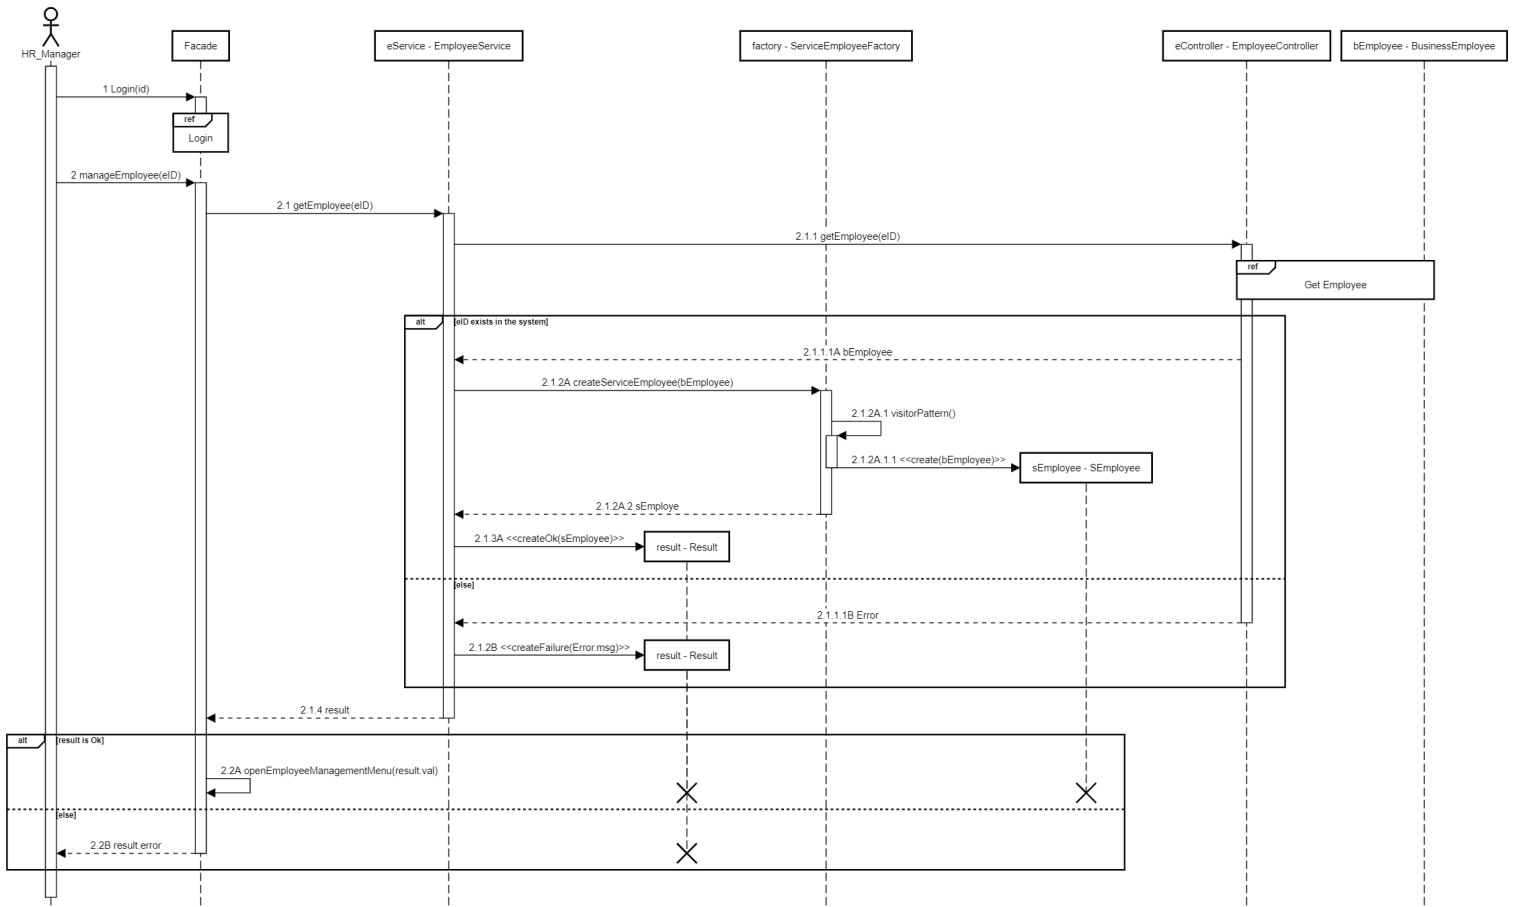 HR_Manager
Facade
eService - EmployeeService
factory - ServiceEmployeeFactory
eController - EmployeeController
bEmployee - BusinessEmployee
1 Login(id)
ref
Login
2 manageEmployee(eID)
2.1 getEmployee(eID)
2.1.1 getEmployee(eID)
ref
Get Employee
alt
[eID exists in the system]
2.1.1.1A bEmployee
2.1.2A createServiceEmployee(bEmployee)
2.1.2A.1 visitorPattern()
2.1.2A.1.1 <<create(bEmployee)>>
sEmployee - SEmployee
2.1.2A.2 sEmploye
2.1.3A <<createOk(sEmployee)>>
result - Result
[else]
2.1.1.1B Error
2.1.2B <<createFailure(Error.msg)>>
result - Result
2.1.4 result
alt
[result is Ok]
2.2A openEmployeeManagementMenu(result.val)
[else]
2.2B result.error